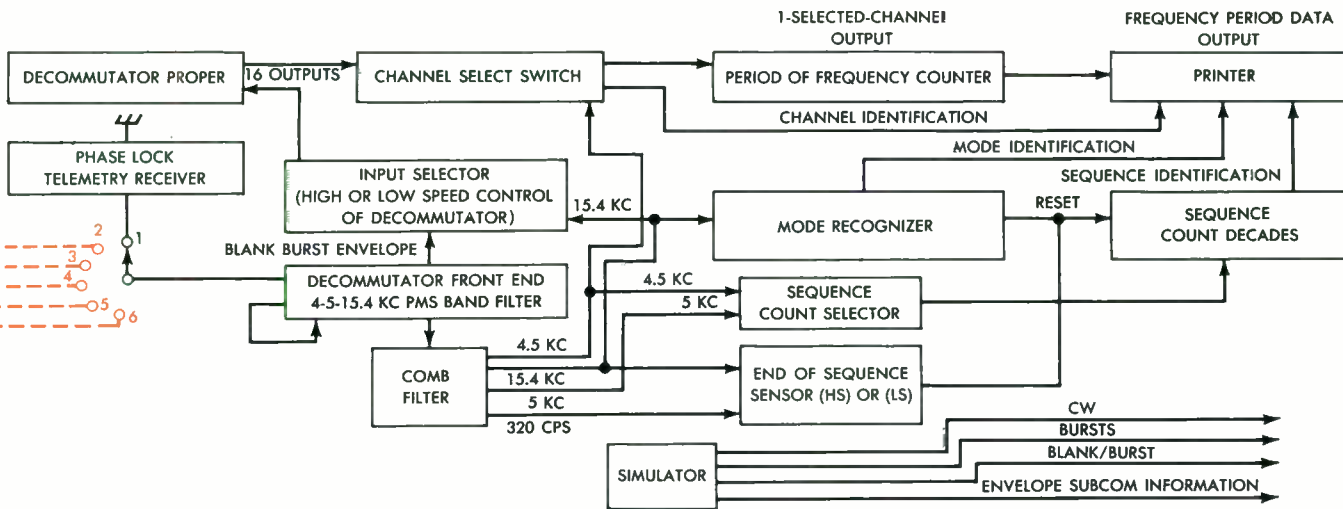 1-SELECTED-CHANNEL
OUTPUT
FREQUENCY PERIOD DATA
OUTPUT
DECOMMUTATOR PROPER
16 OUTPUTS
CHANNEL SELECT SWITCH
PERIOD OF FREQUENCY COUNTER
PRINTER
CHANNEL IDENTIFICATION
MODE IDENTIFICATION
SEQUENCE IDENTIFICATION
PHASE LOCK
TELEMETRY RECEIVER
INPUT SELECTOR
(HIGH OR LOW SPEED CONTROL
OF DECOMMUTATOR)
15.4 KC
MODE RECOGNIZER
RESET
SEQUENCE
COUNT DECADES
1
2
3
4
5
6
BLANK BURST ENVELOPE
DECOMMUTATOR FRONT END
4-5-15.4 KC PMS BAND FILTER
4.5 KC
5 KC
SEQUENCE
COUNT SELECTOR
COMB
FILTER
4.5 KC
15.4 KC
5 KC
320 CPS
END OF SEQUENCE
SENSOR (HS) OR (LS)
SIMULATOR
CW
BURSTS
BLANK/BURST
ENVELOPE SUBCOM INFORMATION